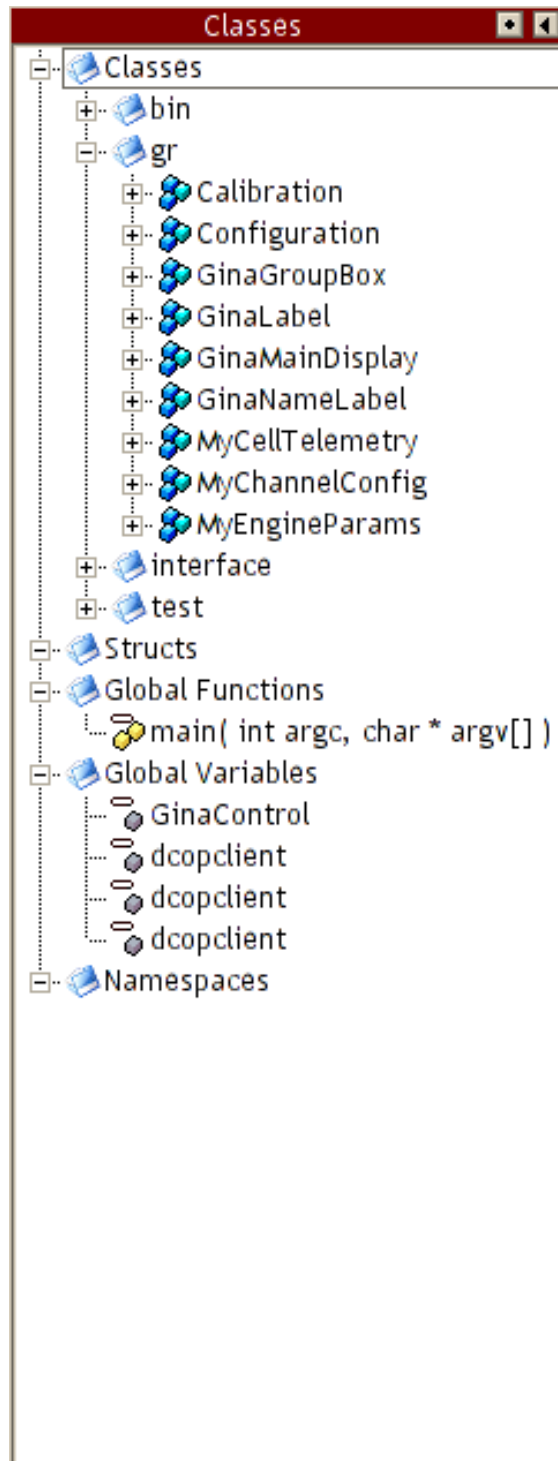 Classes
Classes
bin
gr
Calibration
Configuration
GinaGroupBox
GinaLabel
GinaMainDisplay
GinaNameLabel
MyCellTelemetry
MyChannelConfig
MyEngineParams
interface
test
Structs
Global Functions
main( int argc, char * argv[] )
Global Variables
GinaControl
dcopclient
dcopclient
dcopclient
Namespaces